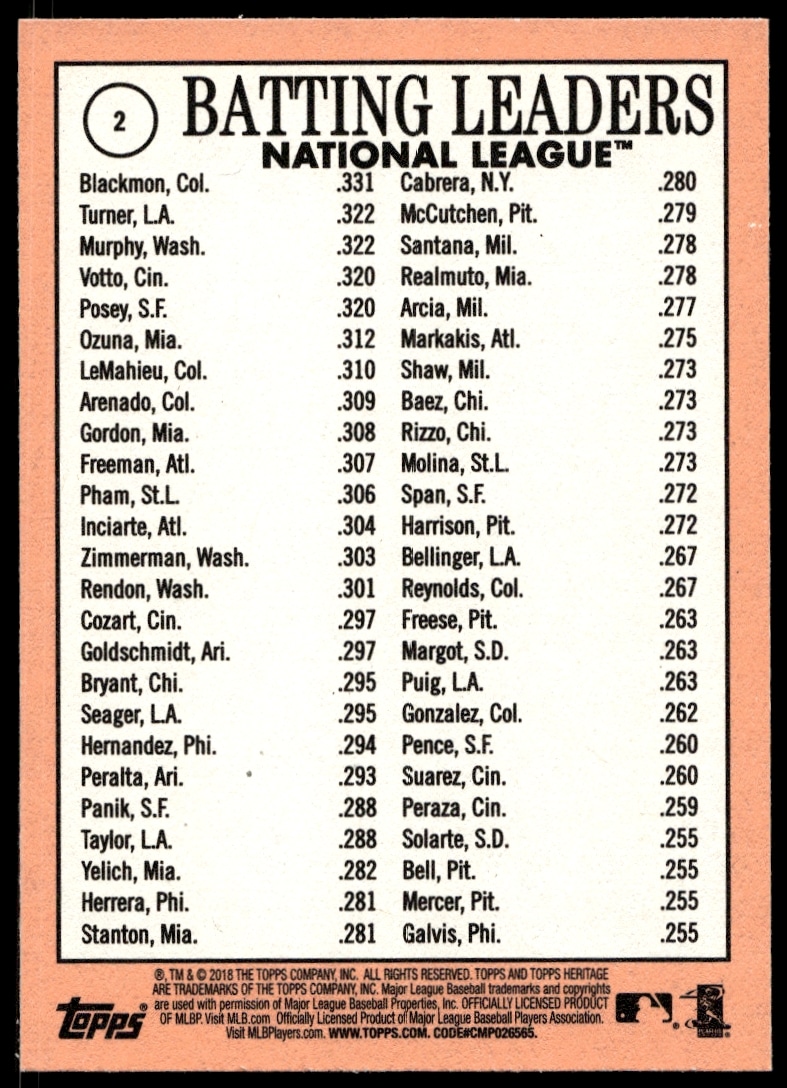 2
BATTING LEADERS
NATIONAL LEAGUE™
Blackmon, Col. .331
Turner, L.A. .322
Murphy, Wash. .322
Votto, Cin. .320
Posey, S.F. .320
Ozuna, Mia. .312
LeMahieu, Col. .310
Arenado, Col. .309
Gordon, Mia. .308
Freeman, Atl. .307
Pham, St.L. .306
Inciarte, Atl. .304
Zimmerman, Wash. .303
Rendon, Wash. .301
Cozart, Cin. .297
Goldschmidt, Ari. .297
Bryant, Chi. .295
Seager, L.A. .295
Hernandez, Phi. .294
Peralta, Ari. .293
Panik, S.F. .288
Taylor, L.A. .288
Yelich, Mia. .282
Herrera, Phi. .281
Stanton, Mia. .281
Cabrera, N.Y. .280
McCutchen, Pit. .279
Santana, Mil. .278
Realmuto, Mia. .278
Arcia, Mil. .277
Markakis, Atl. .275
Shaw, Mil. .273
Baez, Chi. .273
Rizzo, Chi. .273
Molina, St.L. .273
Span, S.F. .272
Harrison, Pit. .272
Bellinger, L.A. .267
Reynolds, Col. .267
Freese, Pit. .263
Margot, S.D. .263
Puig, L.A. .263
Gonzalez, Col. .262
Pence, S.F. .260
Suarez, Cin. .260
Peraza, Cin. .259
Solarte, S.D. .255
Bell, Pit. .255
Mercer, Pit. .255
Galvis, Phi. .255
®, TM & © 2018 THE TOPPS COMPANY, INC. ALL RIGHTS RESERVED. TOPPS AND TOPPS HERITAGE
ARE TRADEMARKS OF THE TOPPS COMPANY, INC. Major League Baseball trademarks and copyrights
are used with permission of Major League Baseball Properties, Inc. OFFICIALLY LICENSED PRODUCT
OF MLBP. Visit MLB.com Officially Licensed Product of Major League Baseball Players Association.
Visit MLBPlayers.com. WWW.TOPPS.COM. CODE#CMP026565.
TOPPS®